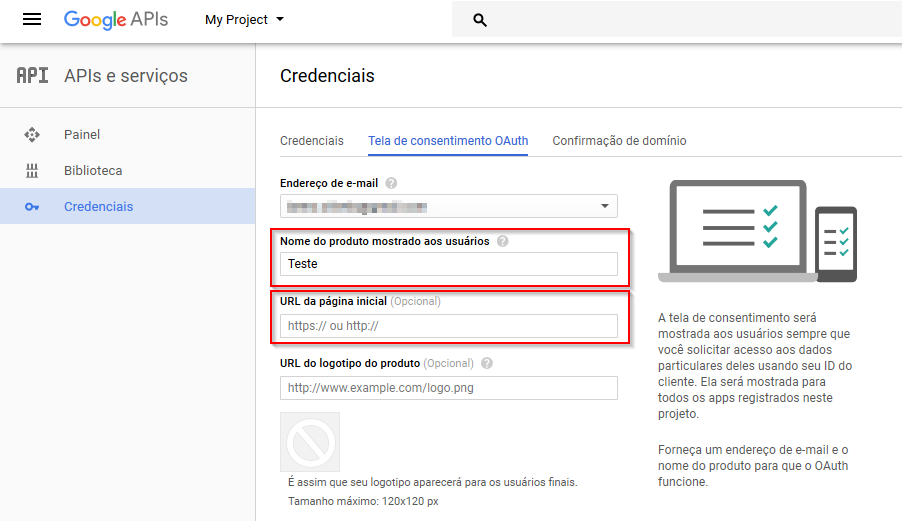 Google APIs
My Project
API APIs e serviços
Credenciais
Painel
Biblioteca
Credenciais
Credenciais
Tela de consentimento OAuth
Confirmação de domínio
Endereço de e-mail ?
Nome do produto mostrado aos usuários ?
Teste
URL da página inicial (Opcional)
https:// ou http://
URL do logotipo do produto (Opcional) ?
http://www.example.com/logo.png
É assim que seu logotipo aparecerá para os usuários finais.
Tamanho máximo: 120x120 px
A tela de consentimento será
mostrada aos usuários sempre que
você solicitar acesso aos dados
particulares deles usando seu ID do
cliente. Ela será mostrada para
todos os apps registrados neste
projeto.
Forneça um endereço de e-mail e o
nome do produto para que o OAuth
funcione.